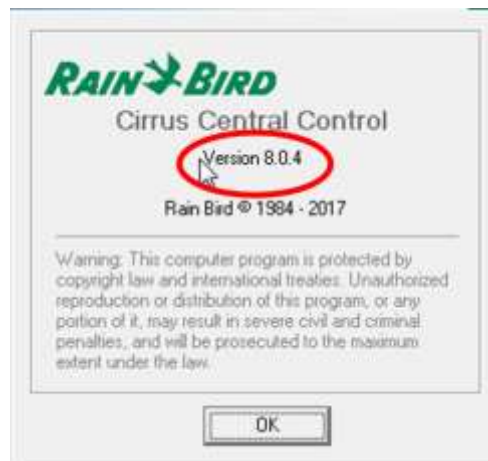 RAIN BIRD
Cirrus Central Control
Version 8.0.4
Rain Bird © 1984 - 2017
Warning: This computer program is protected by
copyright law and international treaties. Unauthorized
reproduction or distribution of this program, or any
portion of it, may result in severe civil and criminal
penalties, and will be prosecuted to the maximum
extent under the law.
OK